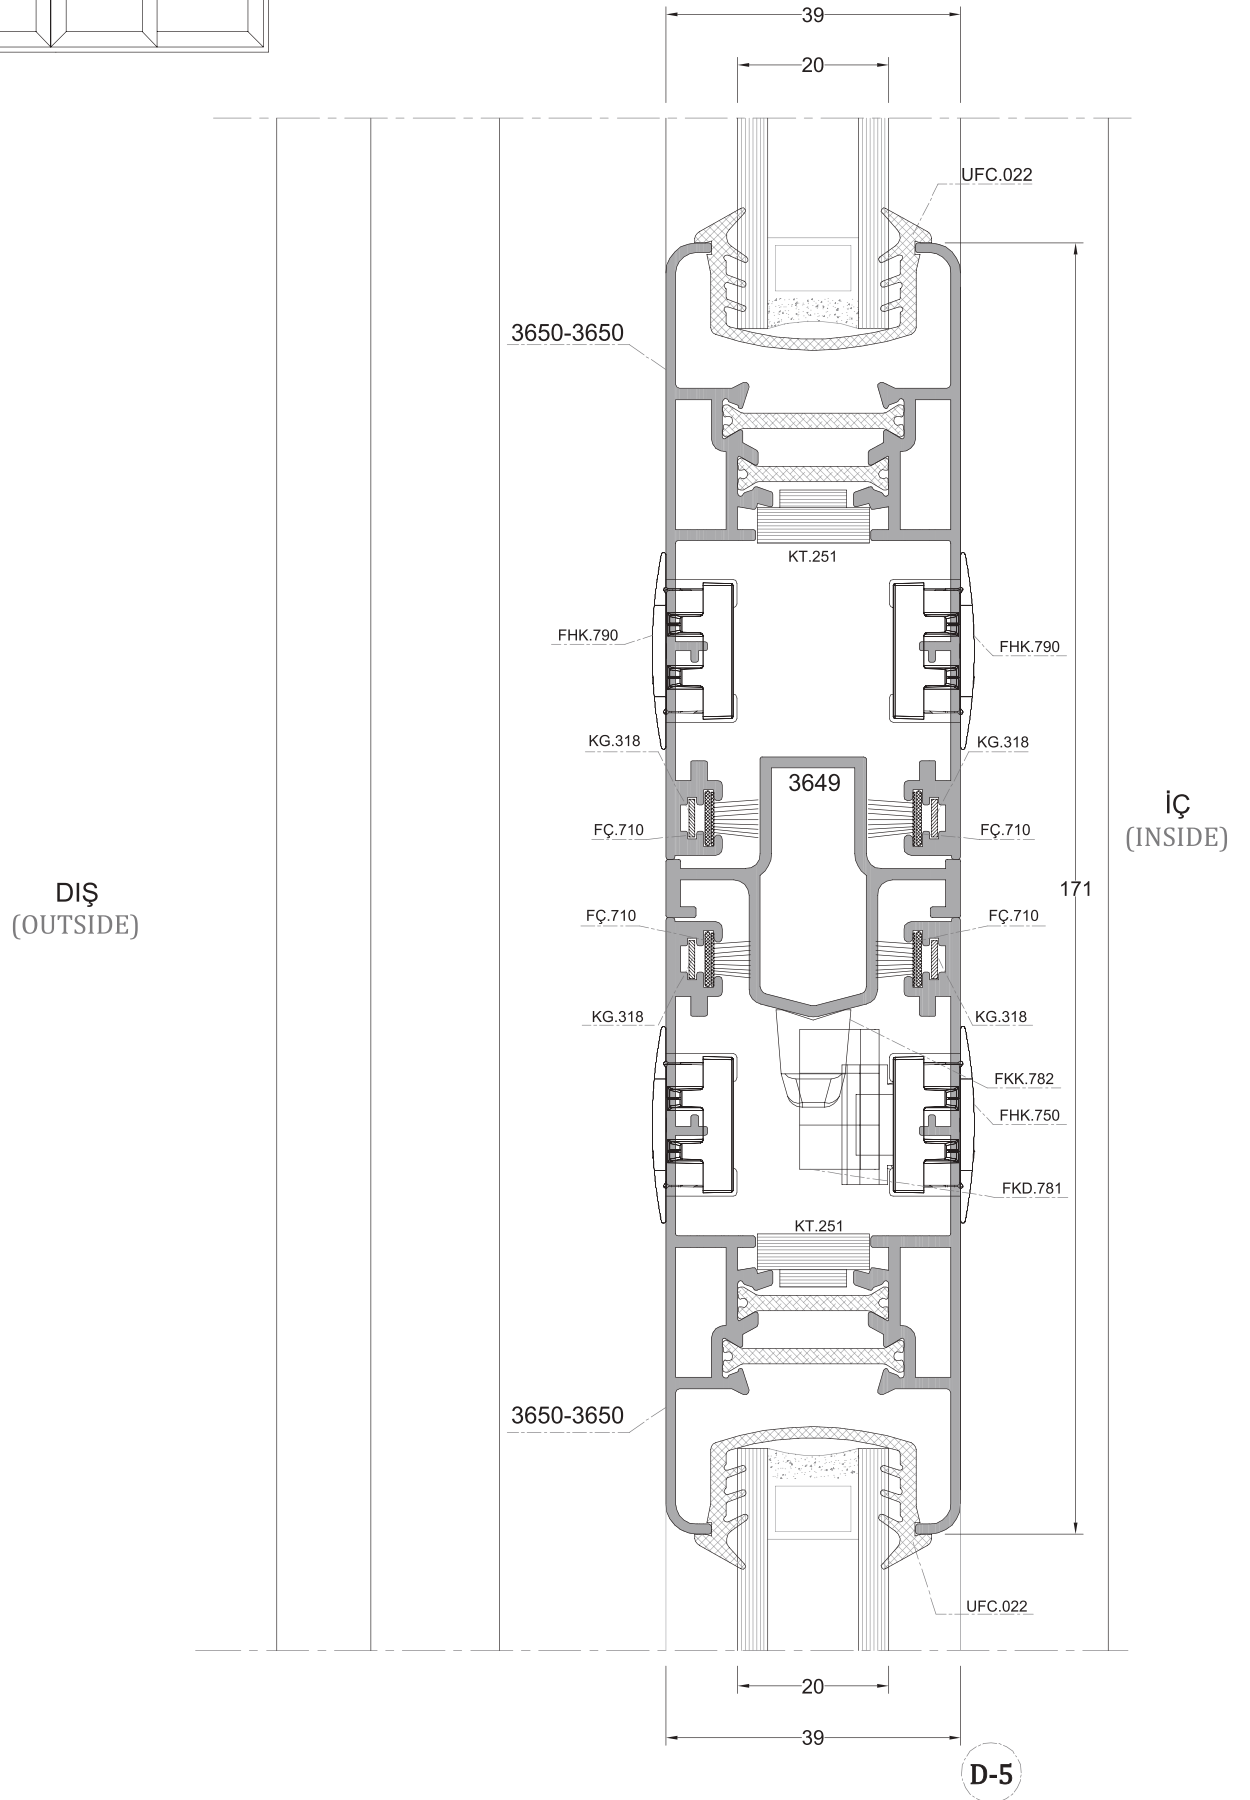 39
20
UFC.022
3650-3650
KT.251
FHK.790
FHK.790
KG.318
KG.318
3649
FÇ.710
FÇ.710
İÇ
(INSIDE)
171
DIŞ
(OUTSIDE)
FÇ.710
FÇ.710
KG.318
KG.318
FKK.782
FHK.750
FKD.781
KT.251
3650-3650
UFC.022
20
39
D-5